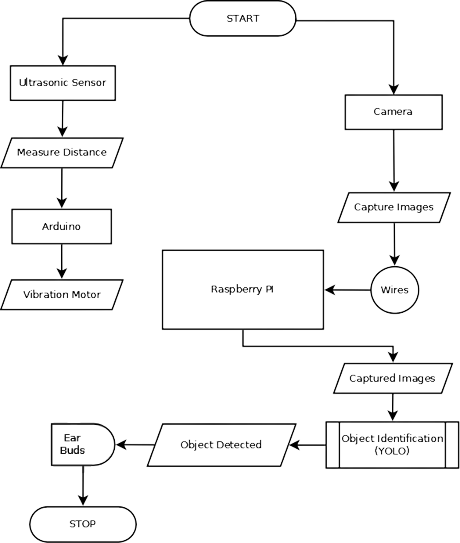 START
Ultrasonic Sensor
Camera
Measure Distance
Capture Images
Arduino
Vibration Motor
Raspberry PI
Wires
Captured Images
Object Identification
(YOLO)
Object Detected
Ear
Buds
STOP